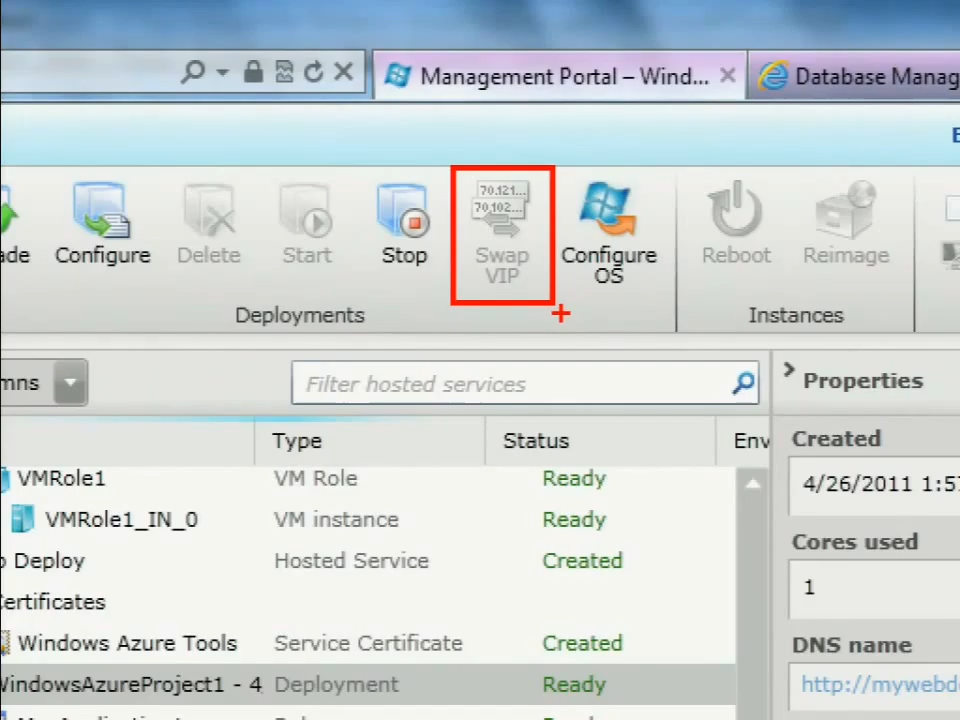 Management Portal – Wind...
Database Manag
ade
Configure
Delete
Start
Stop
70.121...
70.102...
Swap
VIP
Configure
OS
Reboot
Reimage
Deployments
Instances
mns
Filter hosted services
Properties
Type
Status
Env
Created
VMRole1
VM Role
Ready
4/26/2011 1:57
VMRole1_IN_0
VM instance
Ready
Cores used
o Deploy
Hosted Service
Created
1
Certificates
Windows Azure Tools
Service Certificate
Created
DNS name
WindowsAzureProject1 - 4
Deployment
Ready
http://mywebd